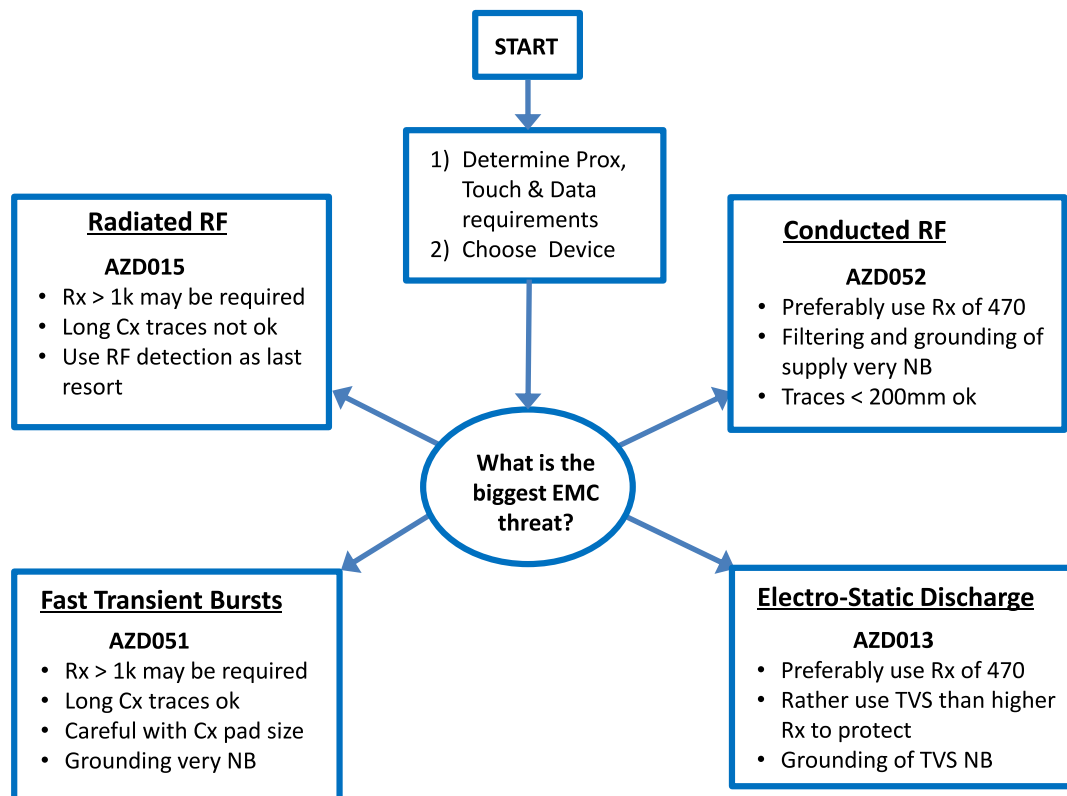 START
1) Determine Prox,
Touch & Data
requirements
2) Choose Device
Radiated RF
AZD015
• Rx > 1k may be required
• Long Cx traces not ok
• Use RF detection as last
resort
Conducted RF
AZD052
• Preferably use Rx of 470
• Filtering and grounding of
supply very NB
• Traces < 200mm ok
What is the
biggest EMC
threat?
Fast Transient Bursts
AZD051
• Rx > 1k may be required
• Long Cx traces ok
• Careful with Cx pad size
• Grounding very NB
Electro-Static Discharge
AZD013
• Preferably use Rx of 470
• Rather use TVS than higher
Rx to protect
• Grounding of TVS NB